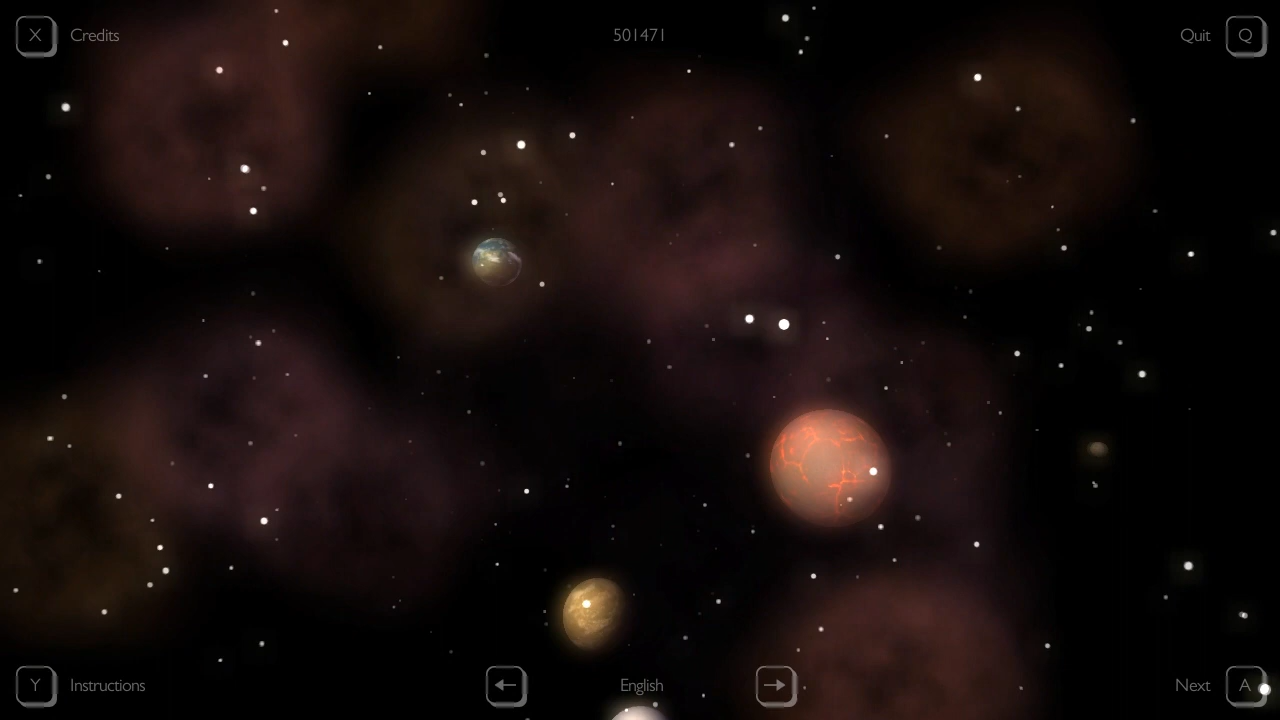 X Credits
501471
Quit Q
Y Instructions
← English →
Next A